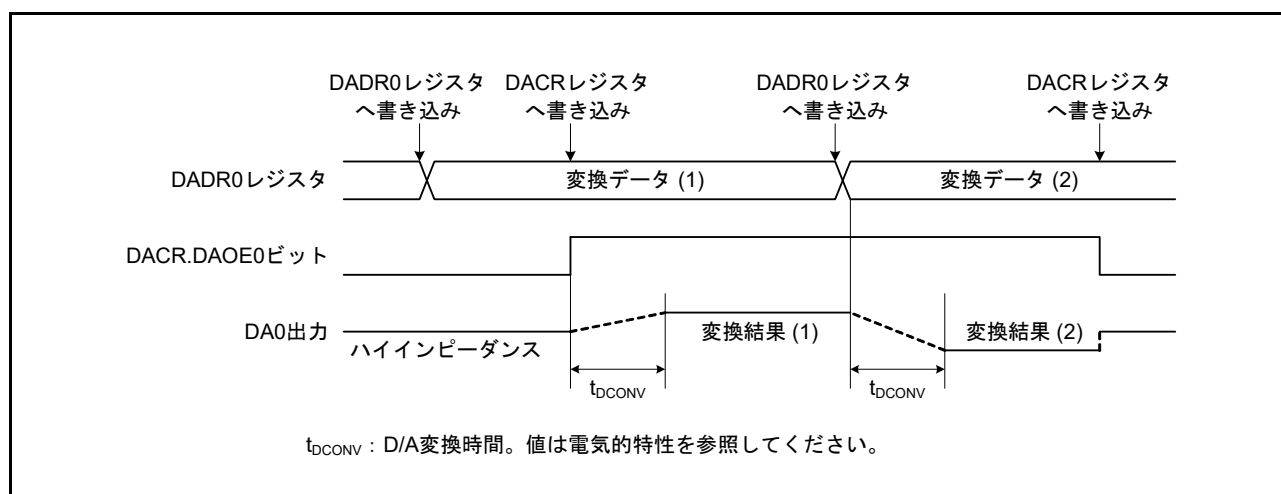 DADR0レジスタ
へ書き込み
DACRレジスタ
へ書き込み
DADR0レジスタ
へ書き込み
DACRレジスタ
へ書き込み
DADR0レジスタ
変換データ (1)
変換データ (2)
DACR.DAOE0ビット
DA0出力
ハイインピーダンス
変換結果 (1)
変換結果 (2)
tDCONV
tDCONV
tDCONV：D/A変換時間。値は電気的特性を参照してください。